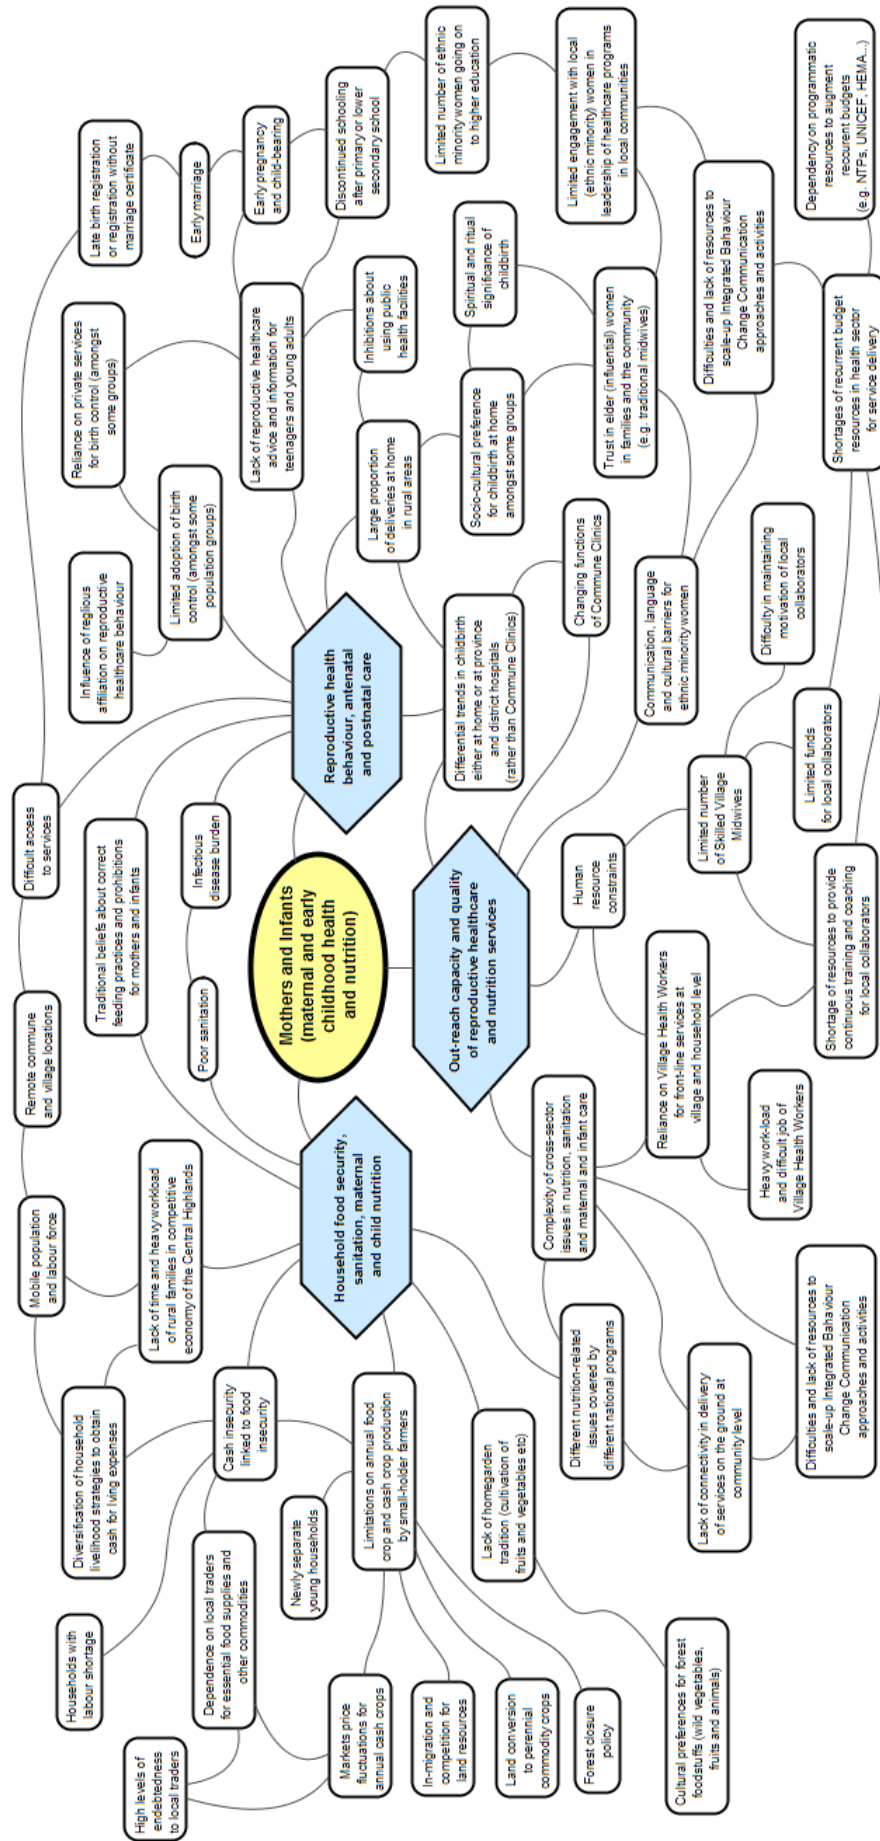 High levels of
endebtedness
to local traders
Households with
labour shortage
Diversification of household
livelihood strategies to obtain
cash for lving expenses
Mobile population
and labour force
Remote commune
and village locations
Difficult access
to services
Late birth registration
or registration without
marriage certificate
Early marriage
Early pregnancy
and child-bearing
Discontinued schooling
after primary or lower
secondary school
Limited number of ethnic
minority women going on
to higher education
Limited engagement with local
(ethnic minority) women in
leadership of healthcare programs
in local communities
Influence of reglious
affiliation on reproductive
healthcare behaviour
Reliance on private services
for birth control (amongst
some groups)
Limited adoption of birth
control (amongst some
population groups)
Lack of reproductive healthcare
advice and information for
teenagers and young adults
Inhibitions about
using public
health facilities
Large proportion
of deliveries at home
in rural areas
Spiritual and ritual
significance of
childbirth
Socio-cultural preference
for childbirth at home
amongst some groups
Trust in elder (influential) women
in families and the community
(e.g. traditional midwives)
Traditional beliefs about correct
feeding practices and prohibitions
for mothers and infants
Infectious
disease burden
Poor sanitation
Lack of time and heavy workload
of rural families in competitive
economy of the Central Highlands
Cash insecurity
linked to food
insecurity
Dependence on local traders
for essential food supplies and
other commodities
Newly separate
young households
Limitations on annual food
crop and cash crop production
by small-holder farmers
Markets price
fluctuations for
annual cash crops
In-migration and
competition for
land resources
Land conversion
to perennial
commodity crops
Forest closure
policy
Cultural preferences for forest
foodstuffs (wild vegetables,
fruits and animals)
Lack of homegarden
tradition (cultivation of
fruits and vegetables etc)
Household food security,
sanitation, maternal
and child nutrition
Mothers and Infants
(maternal and early
childhood health
and nutrition)
Reproductive health
behaviour, antenatal
and postnatal care
Out-reach capacity and quality
of reproductive healthcare
and nutrition services
Differential trends in childbirth
either at home or at province
and district hospitals
(rather than Commune Clinics)
Changing functions
of Commune Clinics
Communication, language
and cultural barriers for
ethnic minority women
Difficulties and lack of resources to
scale-up Integrated Bahaviour
Change Communication
approaches and activities
Dependency on programmatic
resources to augment
reccurent budgets
(e.g. NTPs, UNICEF, HEMA...)
Shortages of recurrent budget
resources in health sector
for service delivery
Difficulty in maintaining
motivation of local
collaborators
Limited funds
for local collaborators
Limited number
of Skilled Village
Midwives
Human
resource
constraints
Shortage of resources to provide
continuous training and coaching
for local collaborators
Reliance on Village Health Workers
for front-line services at
village and household level
Heavy work-load
and difficult job of
Village Health Workers
Complexity of cross-sector
issues in nutrition, sanitation
and maternal and infant care
Different nutrition-related
issues covered by
different national programs
Lack of connectivity in delivery
of services on the ground at
community level
Difficulties and lack of resources to
scale-up Integrated Bahaviour
Change Communication
approaches and activities